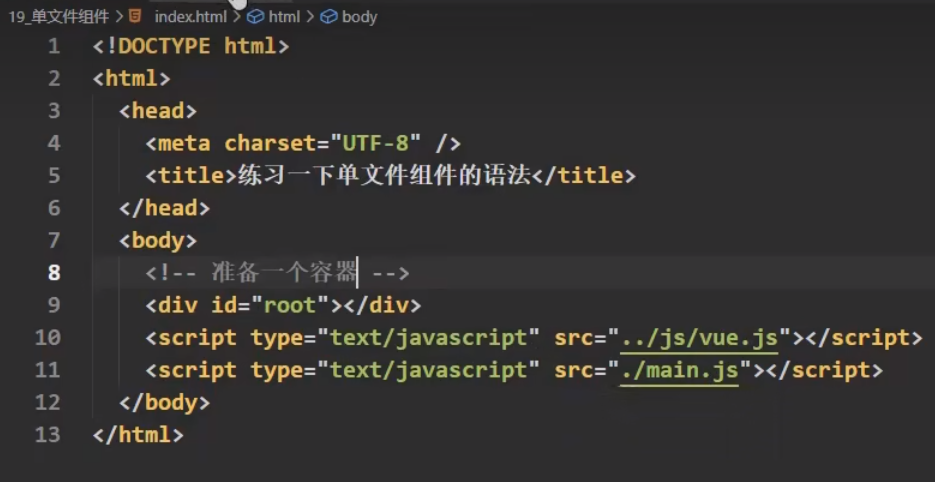 19_单文件组件 > index.html > html > body
1 <!DOCTYPE html>
2 <html>
3 <head>
4 <meta charset="UTF-8" />
5 <title>练习一下单文件组件的语法</title>
6 </head>
7 <body>
8 <!-- 准备一个容器 -->
9 <div id="root"></div>
10 <script type="text/javascript" src="../js/vue.js"></script>
11 <script type="text/javascript" src="./main.js"></script>
12 </body>
13 </html>